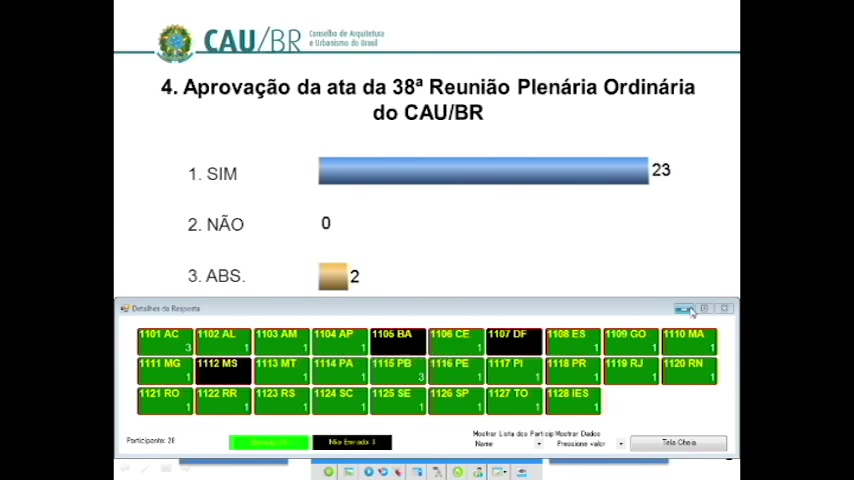 CAU/BR
Conselho de Arquitetura
e Urbanismo do Brasil
4. Aprovação da ata da 38ª Reunião Plenária Ordinária
do CAU/BR
1. SIM 23
2. NÃO 0
3. ABS. 2
Detalhes da Resposta
1101 AC 1102 AL 1103 AM 1104 AP 1105 BA 1106 CE 1107 DF 1108 ES 1109 GO 1110 MA
3 1 1 1 1 1 1 1
1111 MG 1112 MS 1113 MT 1114 PA 1115 PB 1116 PE 1117 PI 1118 PR 1119 RJ 1120 RN
1 1 1 3 1 1 1 1 1
1121 RO 1122 RR 1123 RS 1124 SC 1125 SE 1126 SP 1127 TO 1128 IES
1 1 1 1 1 1 1 1
Mostrar Lista dos Particip Mostrar Dados
Participante: 28 Não Enviada 3 Nome Pressione valor Tela Cheia